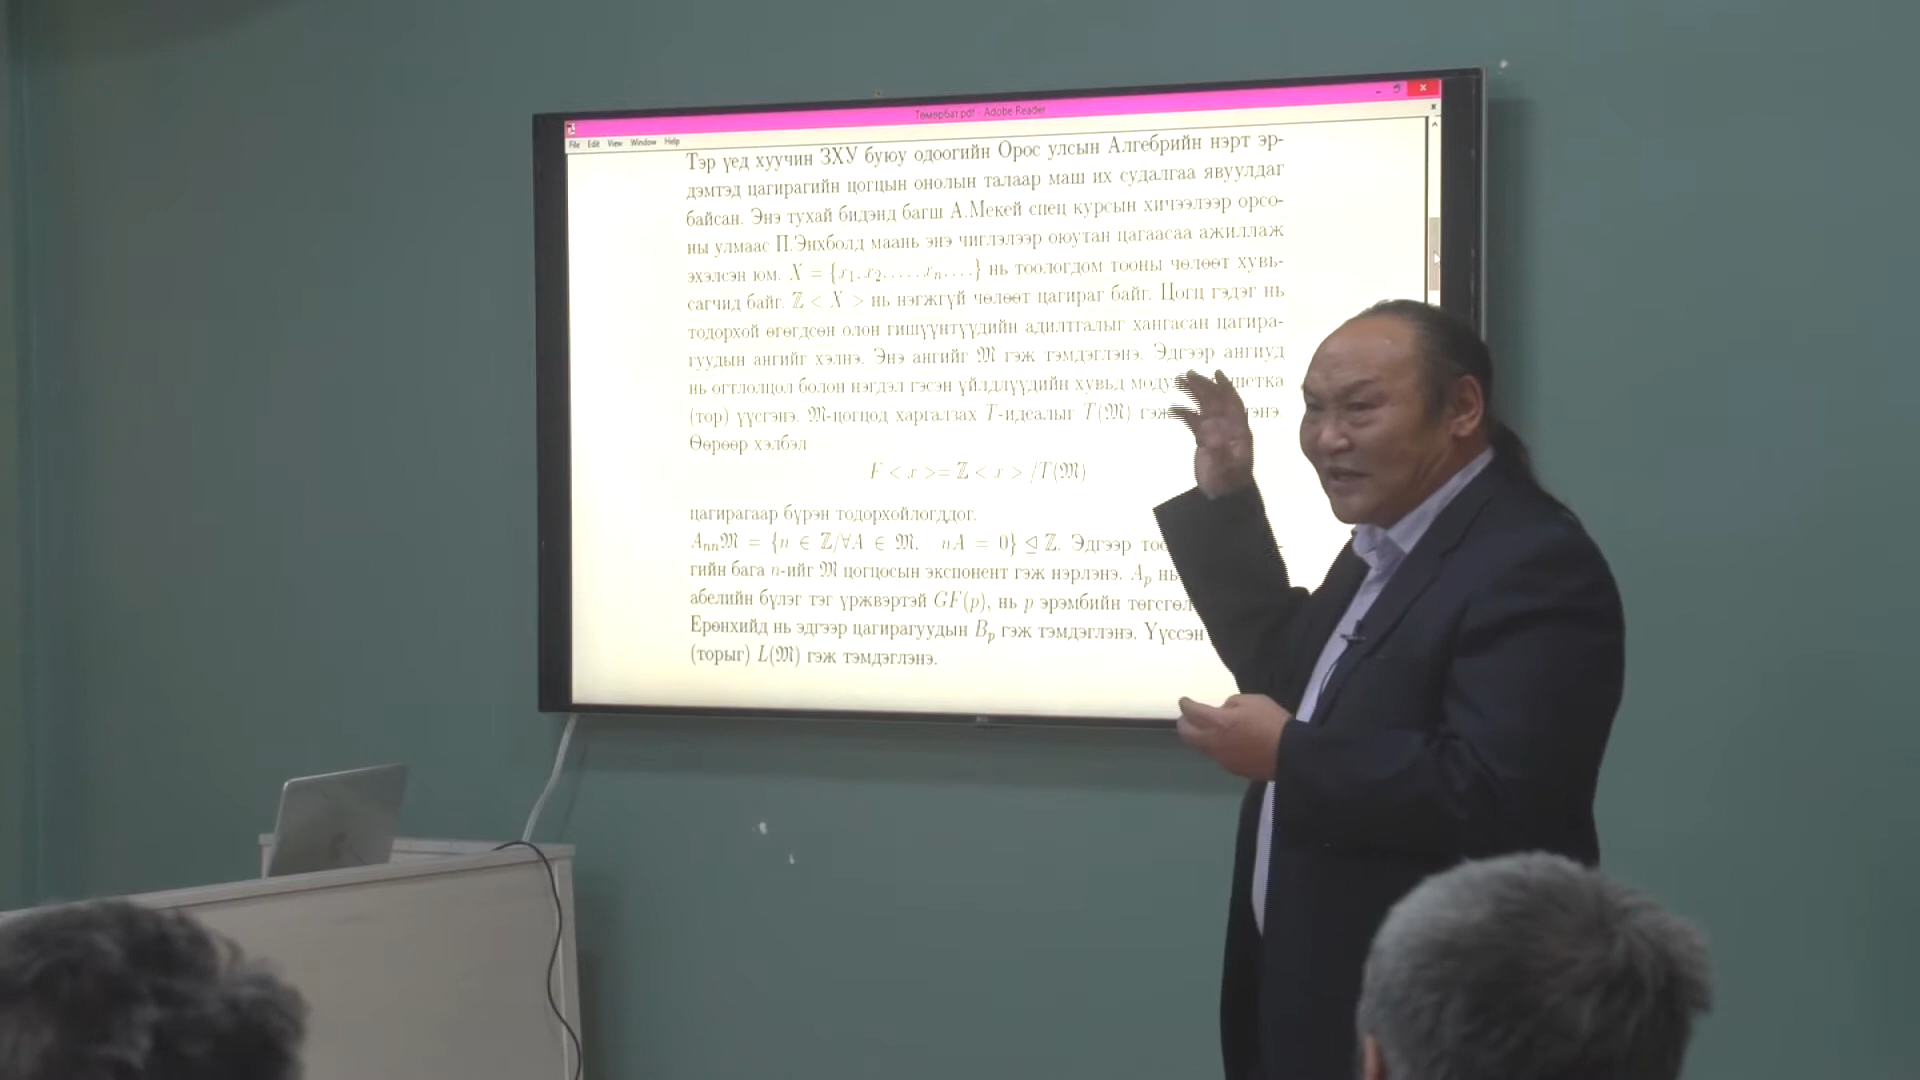 Төмөрбат.pdf - Adobe Reader
File Edit View Window Help
Тэр үед хуучин ЗХУ буюу одоогийн Орос улсын Алгебрийн нэрт эр-
дэмтэд цагирагийн цогцын онолын талаар маш их судалгаа явуулдаг
байсан. Энэ тухай бидэнд багш А.Мекей спец курсын хичээлээр орсо-
ны улмаас П.Энхболд маань энэ чиглэлээр оюутан цагаасаа ажиллаж
эхэлсэн юм. X = {x₁, x₂, ..., xₙ, ...} нь тоологдом тооны чөлөөт хувь-
сагчид байг. ℤ < X > нь нэгжгүй чөлөөт цагираг байг. Цогц гэдэг нь
тодорхой өгөгдсөн олон гишүүнтүүдийн адилтгалыг хангасан цагира-
гуудын ангийг хэлнэ. Энэ ангийг 𝔐 гэж тэмдэглэнэ. Эдгээр ангиуд
нь огтлолцол болон нэгдэл гэсэн үйлдлүүдийн хувьд
(тор) үүсгэнэ. 𝔐-цогцод харгалзах T-идеалыг T(𝔐)
Өөрөөр хэлбэл
F < x >= ℤ < x > /T(𝔐)
цагирагаар бүрэн тодорхойлогддог.
Aₙₙ𝔐 = {n ∈ ℤ/∀A ∈ 𝔐, nA = 0} ⊴ ℤ. Эдгээр
гийн бага n-ийг 𝔐 цогцосын экспонент гэж нэрлэнэ. Aₚ нь
абелийн бүлэг тэг үржвэртэй GF(p), нь p эрэмбийн
Ерөнхийд нь эдгээр цагирагуудын Bₚ гэж тэмдэглэнэ. Үүссэн
(торыг) L(𝔐) гэж тэмдэглэнэ.